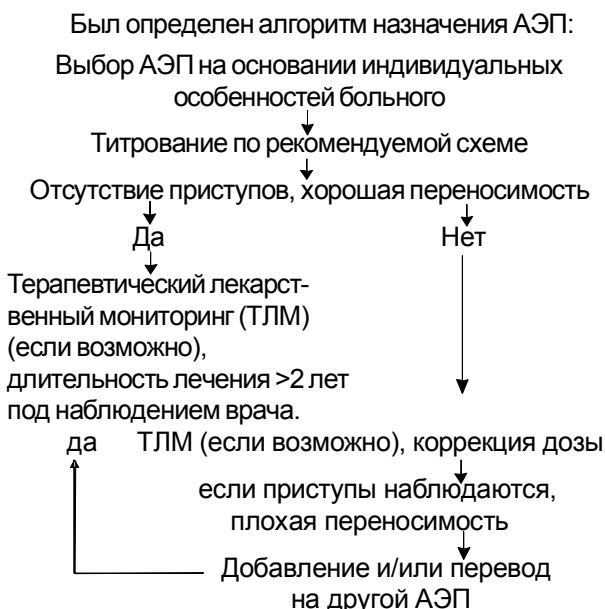 Был определен алгоритм назначения АЭП:
Выбор АЭП на основании индивидуальных
особенностей больного
Титрование по рекомендуемой схеме
Отсутствие приступов, хорошая переносимость
Да
Нет
Терапевтический лекарст-
венный мониторинг (ТЛМ)
(если возможно),
длительность лечения >2 лет
под наблюдением врача.
да ТЛМ (если возможно), коррекция дозы
если приступы наблюдаются,
плохая переносимость
Добавление и/или перевод
на другой АЭП